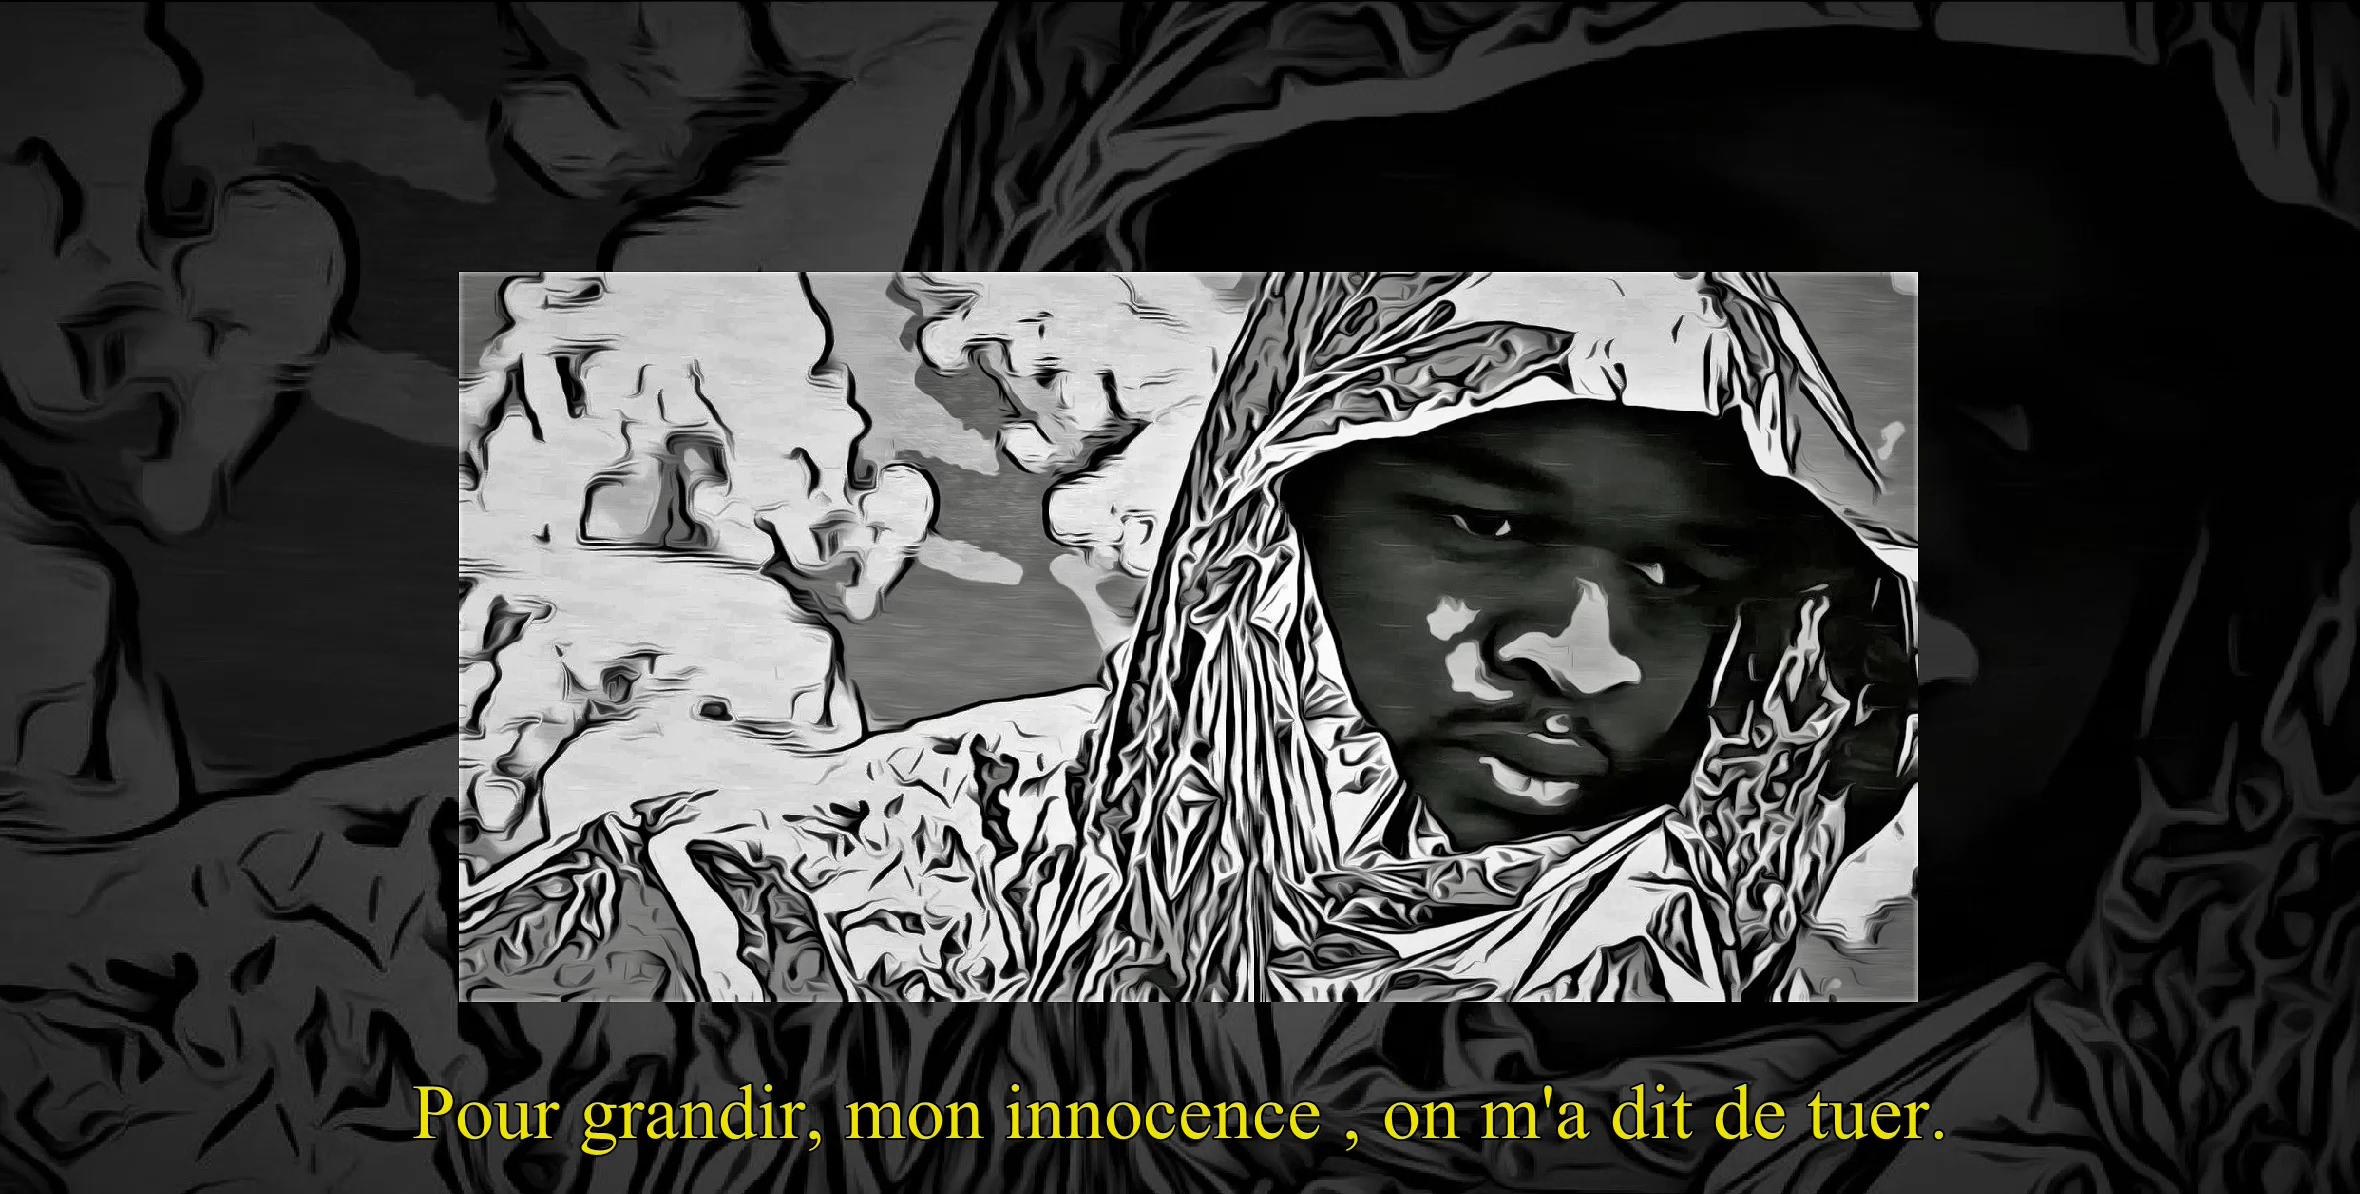 Pour grandir, mon innocence , on m'a dit de tuer.